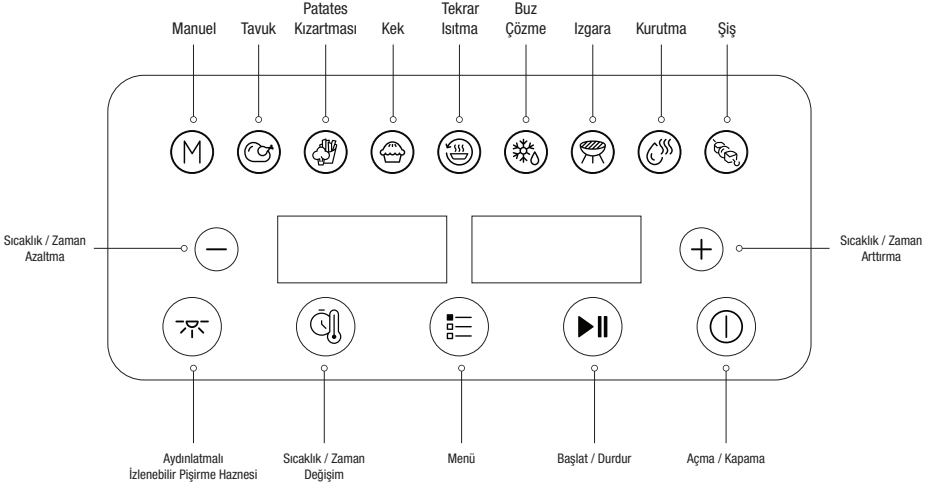 Manuel
Tavuk
Patates
Kızartması
Kek
Tekrar
Isıtma
Buz
Çözme
Izgara
Kurutma
Şiş
M
Sıcaklık / Zaman
Azaltma
Sıcaklık / Zaman
Arttırma
Aydınlatmalı
İzlenebilir Pişirme Haznesi
Sıcaklık / Zaman
Değişim
Menü
Başlat / Durdur
Açma / Kapama